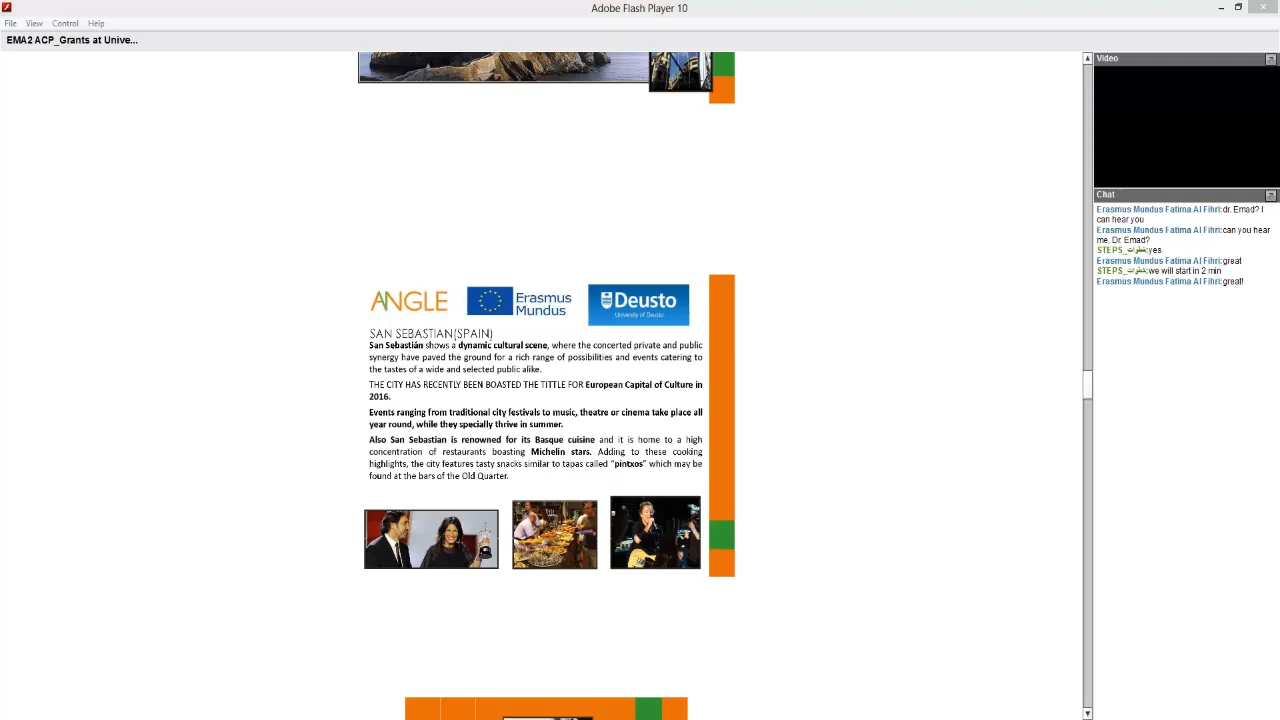 Adobe Flash Player 10
File View Control Help
EMA2 ACP_Grants at Unive...
Video
Chat
Erasmus Mundus Fatima Al Fihri:dr. Emad? I
can hear you
Erasmus Mundus Fatima Al Fihri:can you hear
me, Dr. Emad?
STEPS_خطوات:yes
Erasmus Mundus Fatima Al Fihri:great
STEPS_خطوات:we will start in 2 min
Erasmus Mundus Fatima Al Fihri:great!
ANGLE
Erasmus
Mundus
Deusto
University of Deusto
SAN SEBASTIAN(SPAIN)
San Sebastián shows a dynamic cultural scene, where the concerted private and public
synergy have paved the ground for a rich range of possibilities and events catering to
the tastes of a wide and selected public alike.
THE CITY HAS RECENTLY BEEN BOASTED THE TITTLE FOR European Capital of Culture in
2016.
Events ranging from traditional city festivals to music, theatre or cinema take place all
year round, while they specially thrive in summer.
Also San Sebastian is renowned for its Basque cuisine and it is home to a high
concentration of restaurants boasting Michelin stars. Adding to these cooking
highlights, the city features tasty snacks similar to tapas called "pintxos" which may be
found at the bars of the Old Quarter.